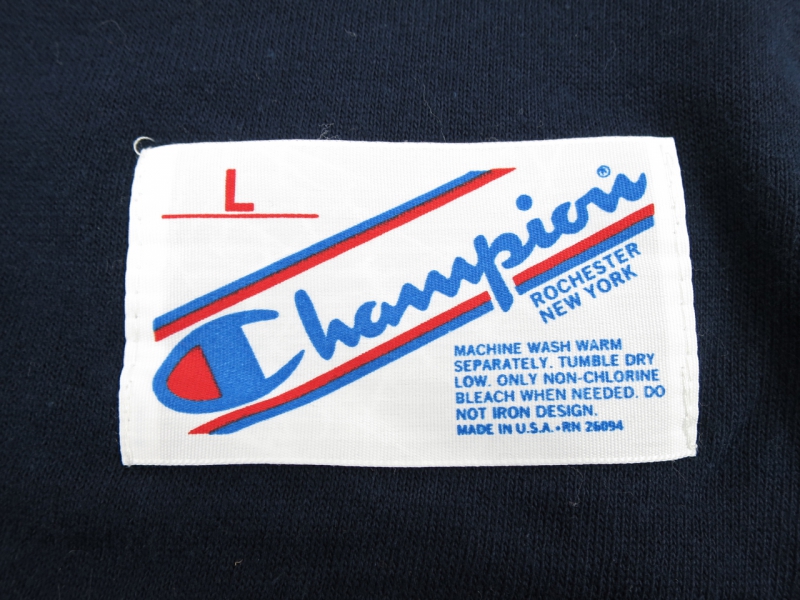 L
Champion®
ROCHESTER
NEW YORK
MACHINE WASH WARM
SEPARATELY. TUMBLE DRY
LOW. ONLY NON-CHLORINE
BLEACH WHEN NEEDED. DO
NOT IRON DESIGN.
MADE IN U.S.A. • RN 26094